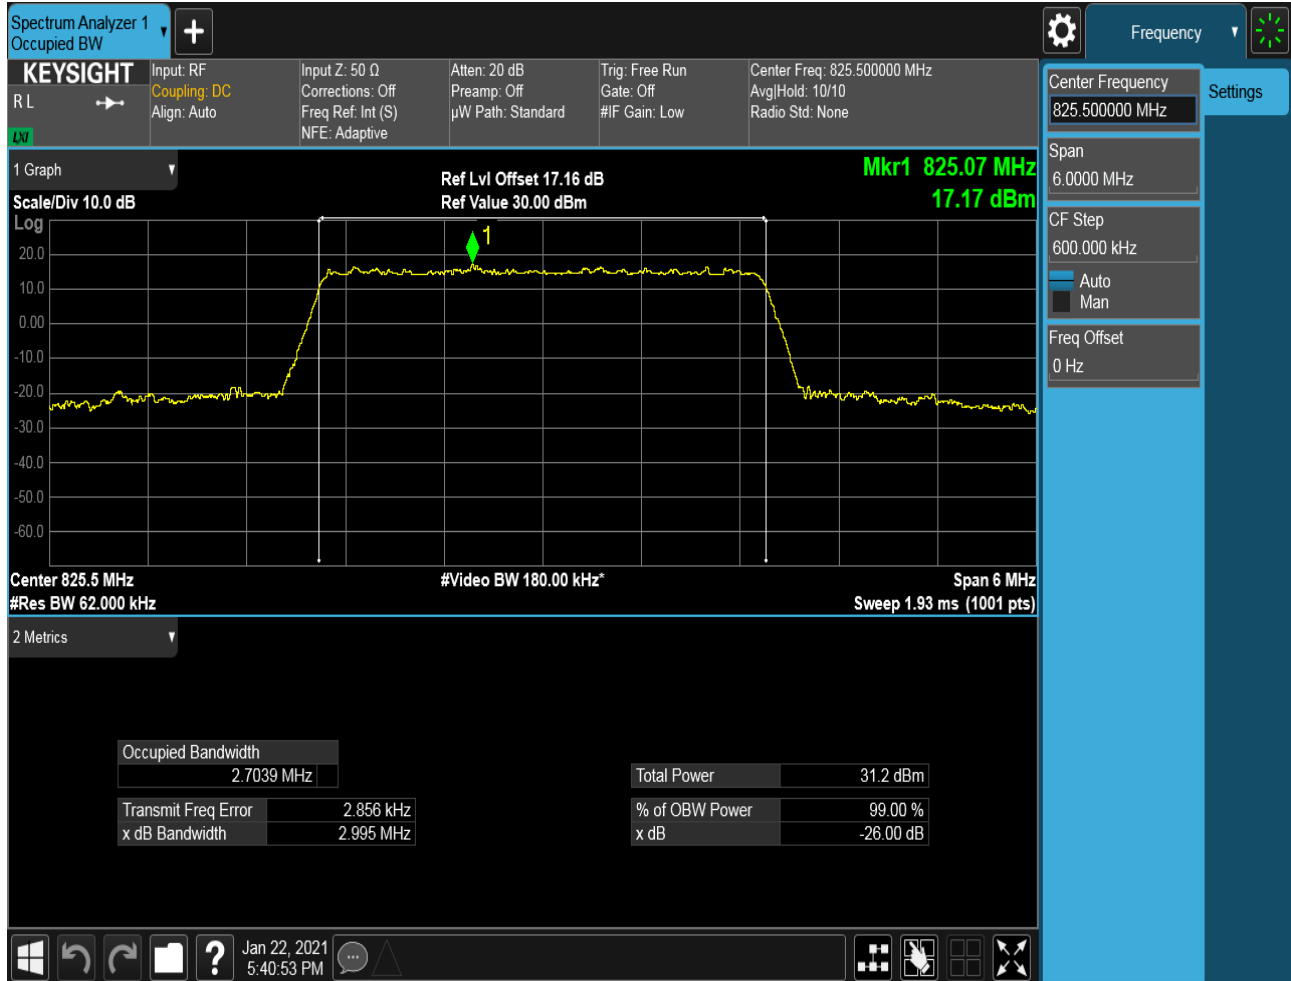 Spectrum Analyzer 1
Occupied BW
Frequency
KEYSIGHT
R L
LXI
Input: RF
Coupling: DC
Align: Auto
Input Z: 50 Ω
Corrections: Off
Freq Ref: Int (S)
NFE: Adaptive
Atten: 20 dB
Preamp: Off
µW Path: Standard
Trig: Free Run
Gate: Off
#IF Gain: Low
Center Freq: 825.500000 MHz
Avg|Hold: 10/10
Radio Std: None
Center Frequency
825.500000 MHz
Settings
Span
6.0000 MHz
CF Step
600.000 kHz
Auto
Man
Freq Offset
0 Hz
1 Graph
Scale/Div 10.0 dB
Ref Lvl Offset 17.16 dB
Ref Value 30.00 dBm
Mkr1 825.07 MHz
17.17 dBm
Log
1
20.0
10.0
0.00
-10.0
-20.0
-30.0
-40.0
-50.0
-60.0
Center 825.5 MHz
#Video BW 180.00 kHz*
Span 6 MHz
#Res BW 62.000 kHz
Sweep 1.93 ms (1001 pts)
2 Metrics
Occupied Bandwidth
2.7039 MHz
Transmit Freq Error 2.856 kHz
x dB Bandwidth 2.995 MHz
Total Power 31.2 dBm
% of OBW Power 99.00 %
x dB -26.00 dB
Jan 22, 2021
5:40:53 PM